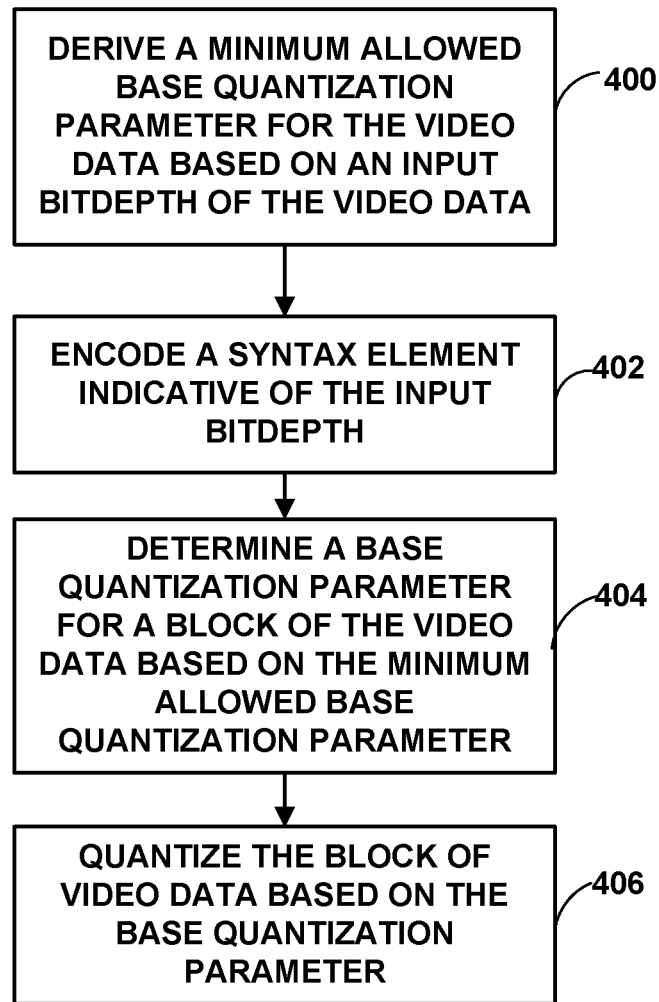 DERIVE A MINIMUM ALLOWED
BASE QUANTIZATION
PARAMETER FOR THE VIDEO
DATA BASED ON AN INPUT
BITDEPTH OF THE VIDEO DATA
400
ENCODE A SYNTAX ELEMENT
INDICATIVE OF THE INPUT
BITDEPTH
402
DETERMINE A BASE
QUANTIZATION PARAMETER
FOR A BLOCK OF THE VIDEO
DATA BASED ON THE MINIMUM
ALLOWED BASE
QUANTIZATION PARAMETER
404
QUANTIZE THE BLOCK OF
VIDEO DATA BASED ON THE
BASE QUANTIZATION
PARAMETER
406